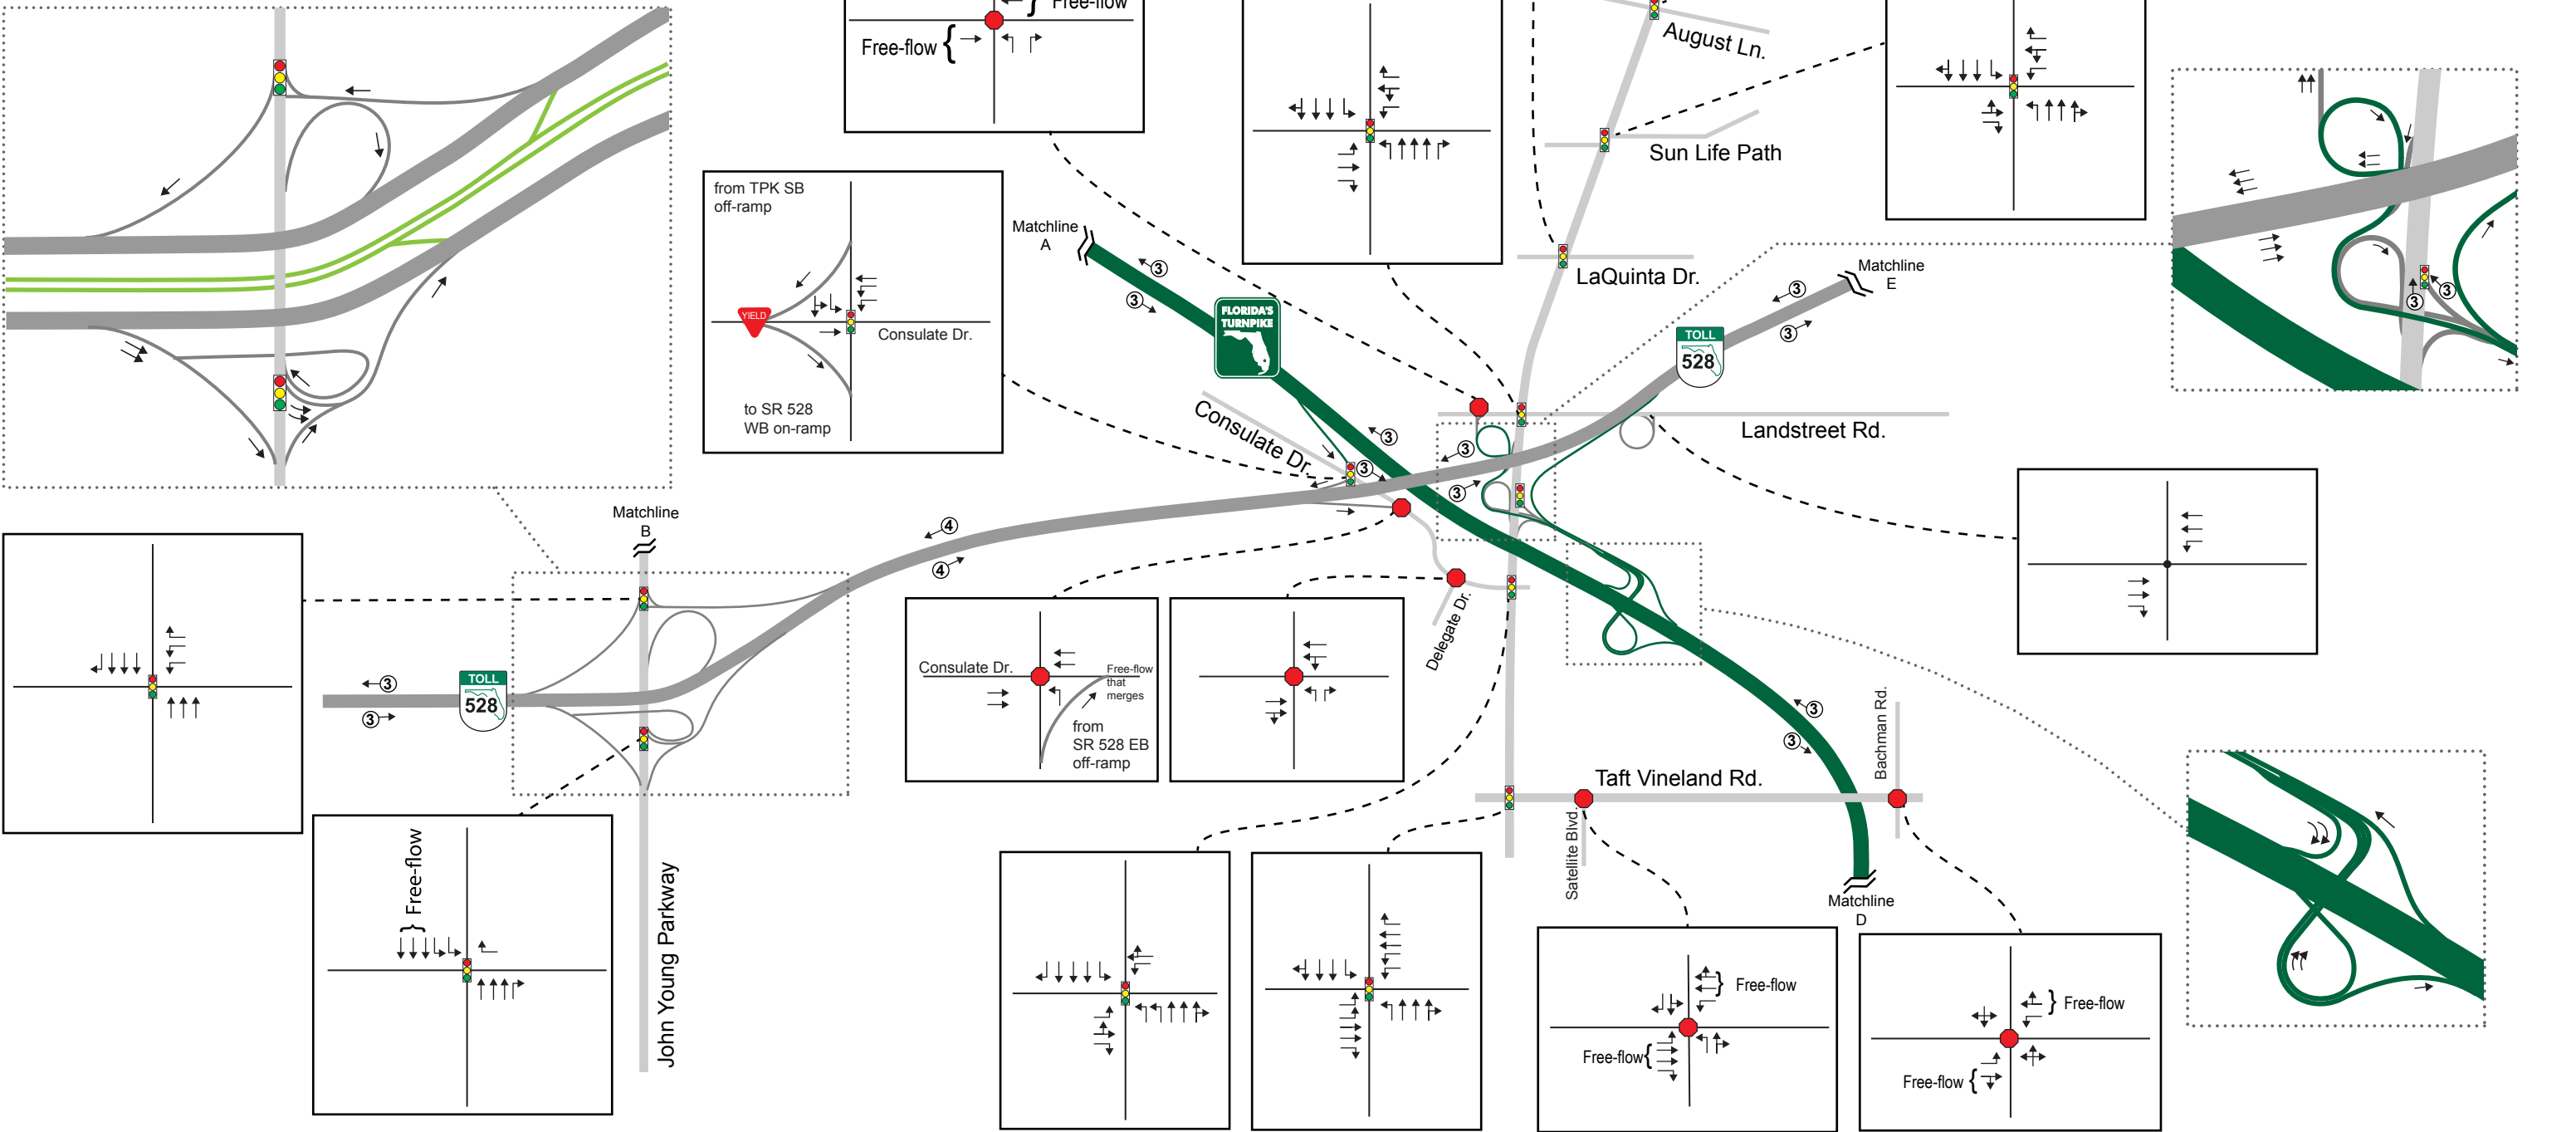 Free-flow
Free-flow
August Ln.
Sun Life Path
from TPK SB
off-ramp
YIELD
Consulate Dr.
to SR 528
WB on-ramp
Matchline
A
3
3
FLORIDA'S
TURNPIKE
LaQuinta Dr.
Matchline
E
3
3
TOLL
528
3
3
Consulate Dr.
Landstreet Rd.
3
3
3
3
Matchline
B
4
4
Delegate Dr.
Consulate Dr.
Free-flow
that
merges
from
SR 528 EB
off-ramp
3
3
TOLL
528
3
3
Bachman Rd.
Taft Vineland Rd.
Satellite Blvd.
Matchline
D
Free-flow
John Young Parkway
Free-flow
Free-flow
Free-flow
Free-flow